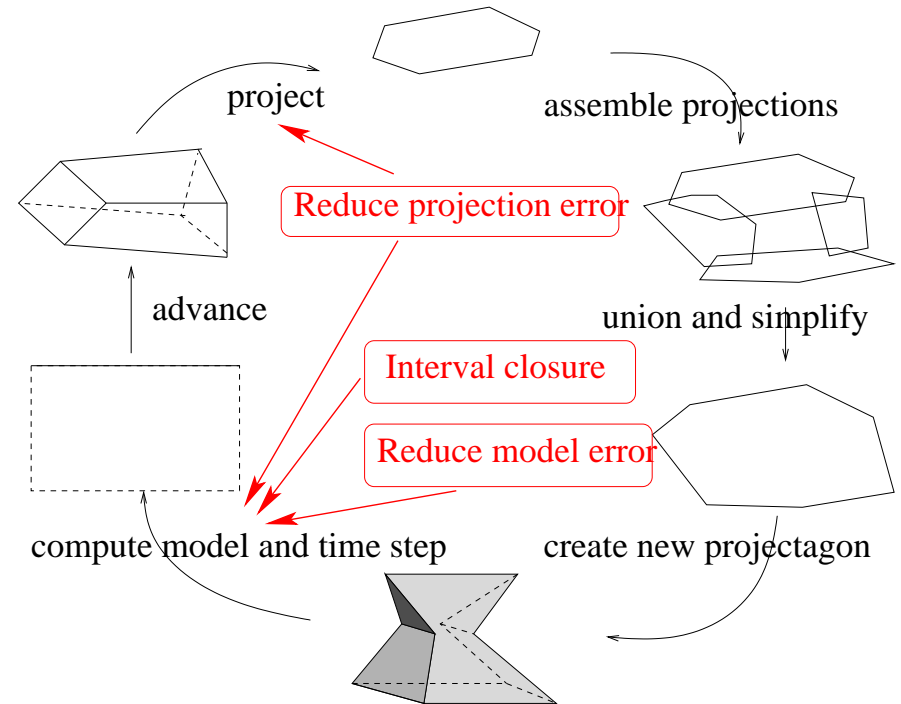 project
assemble projections
Reduce projection error
advance
union and simplify
Interval closure
Reduce model error
compute model and time step
create new projectagon